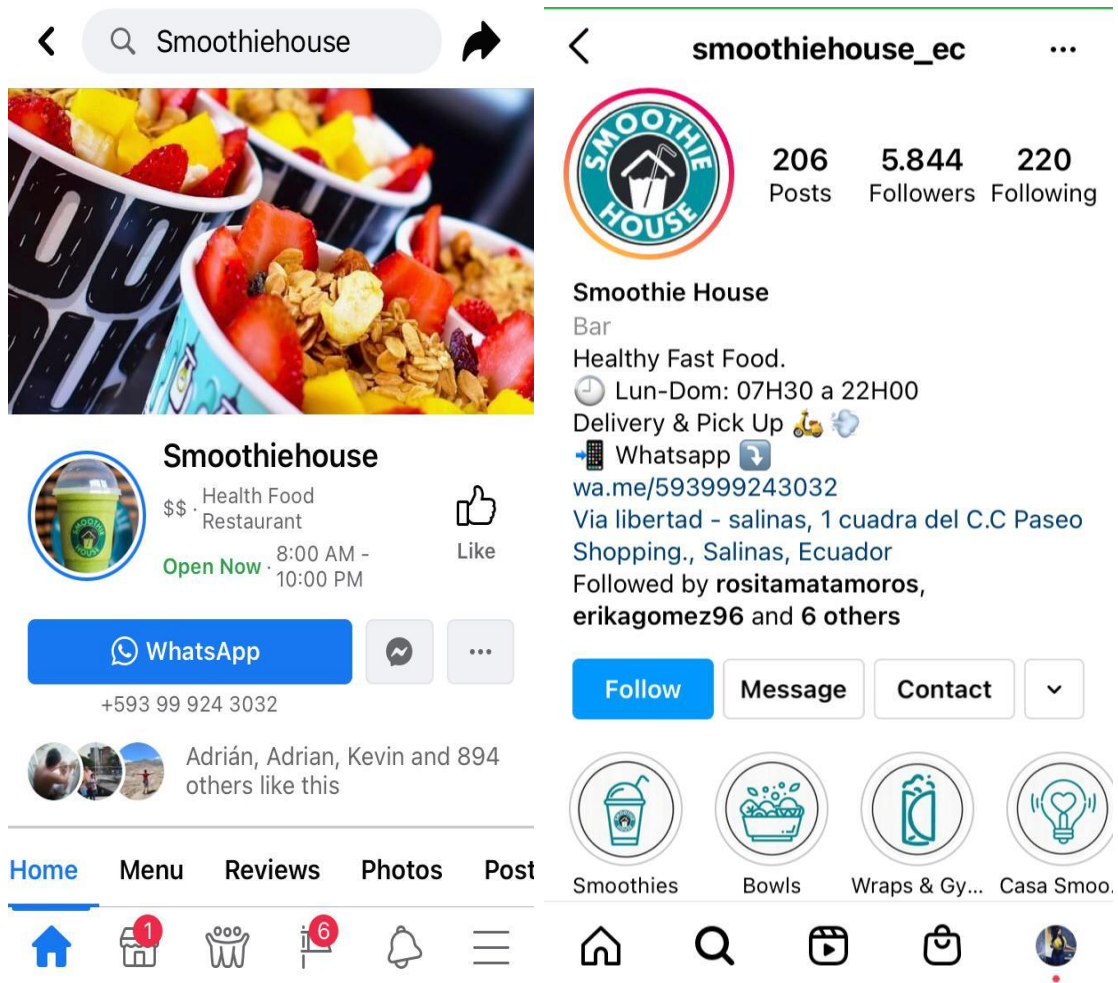 Smoothiehouse
Smoothiehouse
$$ · Health Food
Restaurant
Open Now · 8:00 AM -
10:00 PM
Like
WhatsApp
+593 99 924 3032
Adrián, Adrian, Kevin and 894
others like this
Home Menu Reviews Photos Post
1
6
smoothiehouse_ec
SMOOTHIE
HOUSE
206 5.844 220
Posts Followers Following
Smoothie House
Bar
Healthy Fast Food.
Lun-Dom: 07H30 a 22H00
Delivery & Pick Up
Whatsapp
wa.me/593999243032
Via libertad - salinas, 1 cuadra del C.C Paseo
Shopping., Salinas, Ecuador
Followed by rositamatamoros,
erikagomez96 and 6 others
Follow Message Contact
Smoothies Bowls Wraps & Gy... Casa Smoo.